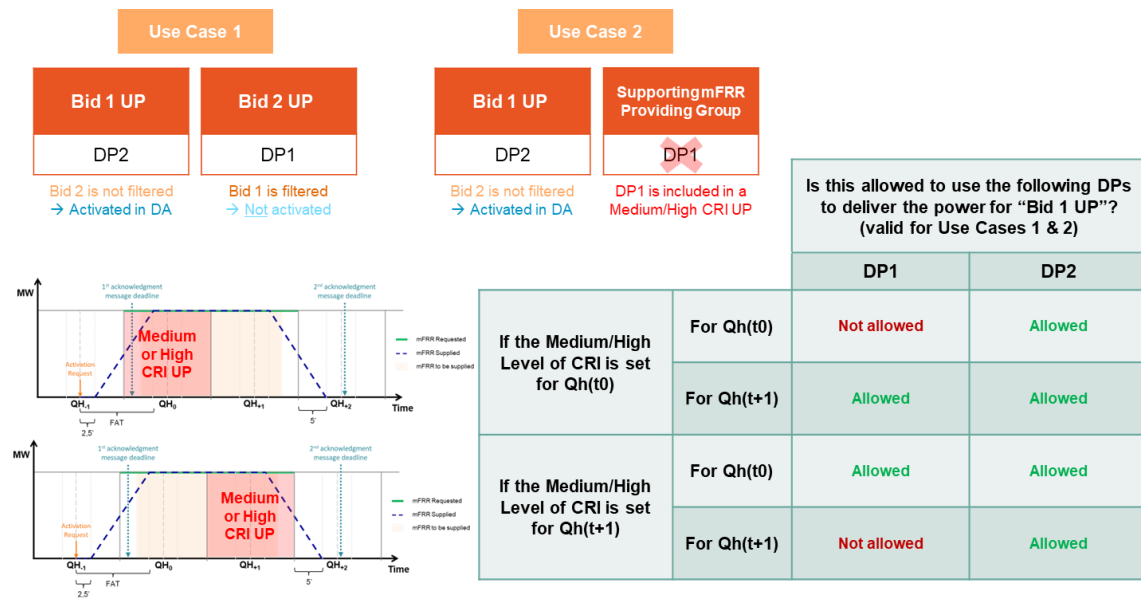 Use Case 1
Use Case 2
Bid 1 UP
Bid 2 UP
DP2
DP1
Bid 2 is not filtered
→ Activated in DA
Bid 1 is filtered
→ Not activated
Bid 1 UP
Supporting mFRR
Providing Group
DP2
DP1
Bid 2 is not filtered
→ Activated in DA
DP1 is included in a
Medium/High CRI UP
MW
1st acknowledgment
message deadline
2nd acknowledgment
message deadline
Medium
or High
CRI UP
mFRR Requested
mFRR Supplied
mFRR to be supplied
Activation
Request
QH-1
QH0
QH+1
QH+2
Time
FAT
2,5'
5'
MW
1st acknowledgment
message deadline
2nd acknowledgment
message deadline
Medium
or High
CRI UP
mFRR Requested
mFRR Supplied
mFRR to be supplied
Activation
Request
QH-1
QH0
QH+1
QH+2
Time
FAT
2,5'
5'
Is this allowed to use the following DPs
to deliver the power for “Bid 1 UP”?
(valid for Use Cases 1 & 2)
DP1
DP2
If the Medium/High
Level of CRI is set
for Qh(t0)
For Qh(t0)
Not allowed
Allowed
For Qh(t+1)
Allowed
Allowed
If the Medium/High
Level of CRI is set
for Qh(t+1)
For Qh(t0)
Allowed
Allowed
For Qh(t+1)
Not allowed
Allowed